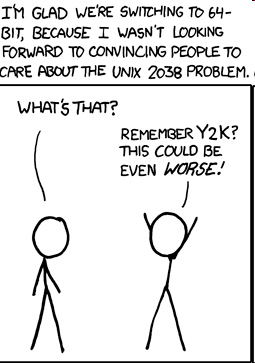 I'M GLAD WE'RE SWITCHING TO 64-
BIT, BECAUSE I WASN'T LOOKING
FORWARD TO CONVINCING PEOPLE TO
CARE ABOUT THE UNIX 2038 PROBLEM.
WHAT'S THAT?
REMEMBER Y2K?
THIS COULD BE
EVEN WORSE!